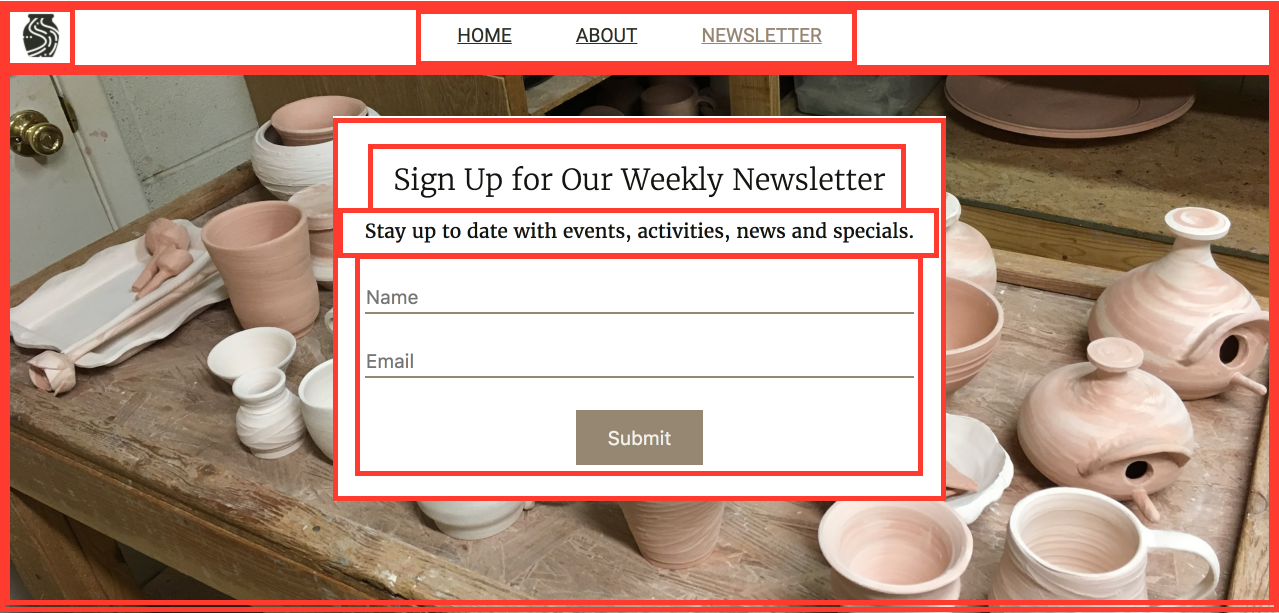 HOME ABOUT NEWSLETTER
Sign Up for Our Weekly Newsletter
Stay up to date with events, activities, news and specials.
Name
Email
Submit